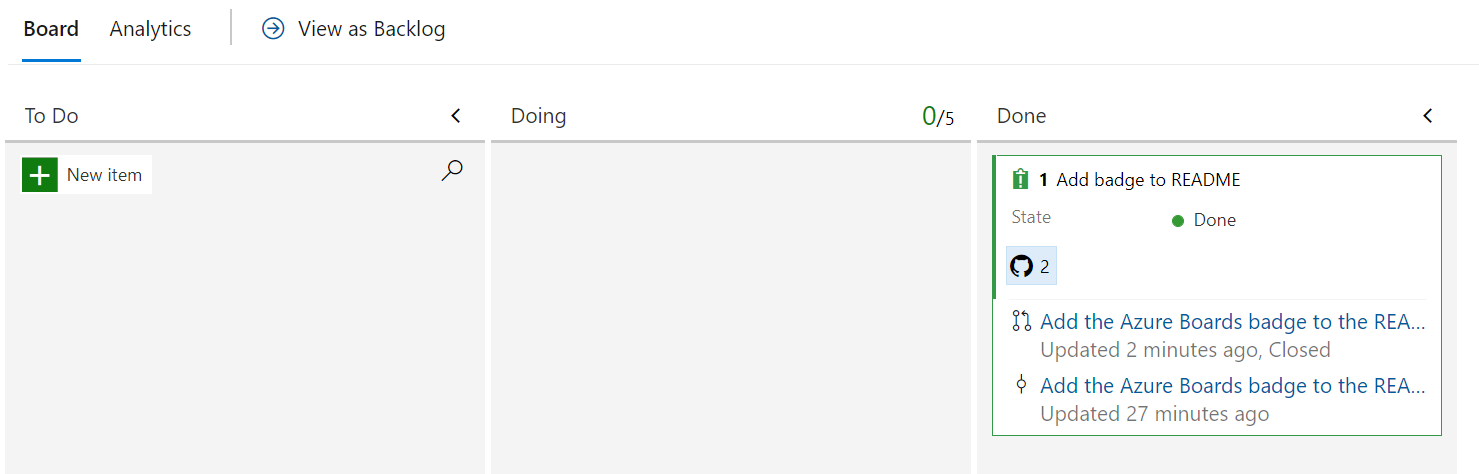 Board Analytics View as Backlog
To Do
Doing 0/5
Done
New item
1 Add badge to README
State Done
2
Add the Azure Boards badge to the REA...
Updated 2 minutes ago, Closed
Add the Azure Boards badge to the REA...
Updated 27 minutes ago